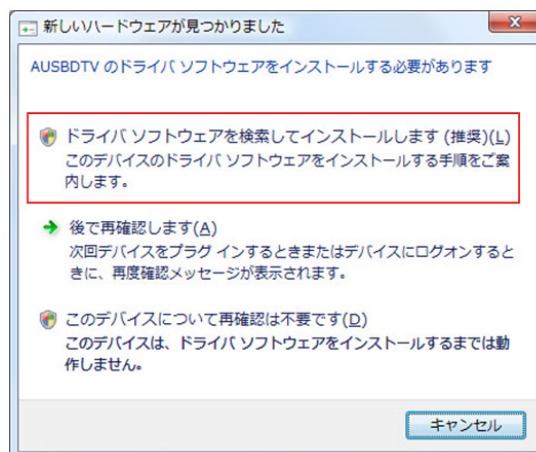 新しいハードウェアが見つかりました
AUSBDTV のドライバ ソフトウェアをインストールする必要があります
ドライバ ソフトウェアを検索してインストールします (推奨)(L)
このデバイスのドライバ ソフトウェアをインストールする手順をご案
内します。
後で再確認します(A)
次回デバイスをプラグ インするときまたはデバイスにログオンすると
きに、再度確認メッセージが表示されます。
このデバイスについて再確認は不要です(D)
このデバイスは、ドライバ ソフトウェアをインストールするまでは動
作しません。
キャンセル